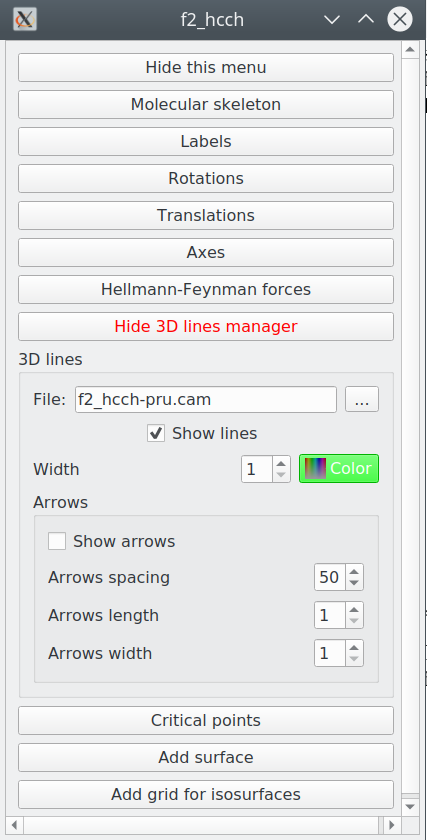 f2_hcch
Hide this menu
Molecular skeleton
Labels
Rotations
Translations
Axes
Hellmann-Feynman forces
Hide 3D lines manager
3D lines
File: f2_hcch-pru.cam ...
Show lines
Width 1 Color
Arrows
Show arrows
Arrows spacing 50
Arrows length 1
Arrows width 1
Critical points
Add surface
Add grid for isosurfaces